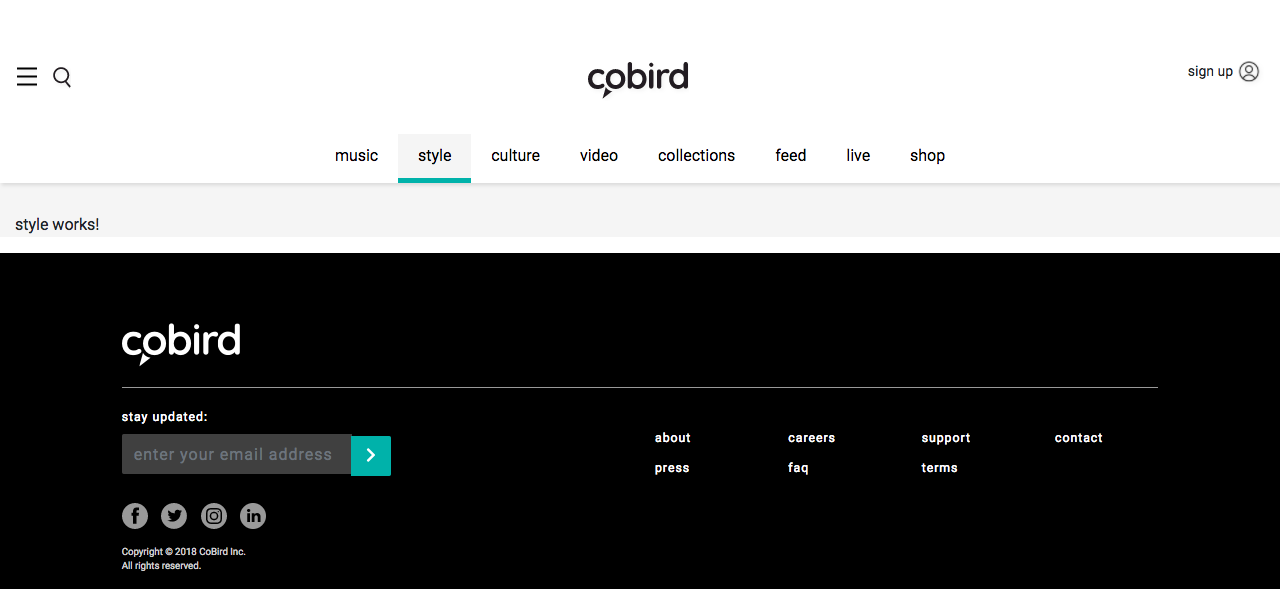 cobird
sign up
music style culture video collections feed live shop
style works!
cobird
stay updated:
enter your email address
about careers support contact
press faq terms
Copyright © 2018 CoBird Inc.
All rights reserved.